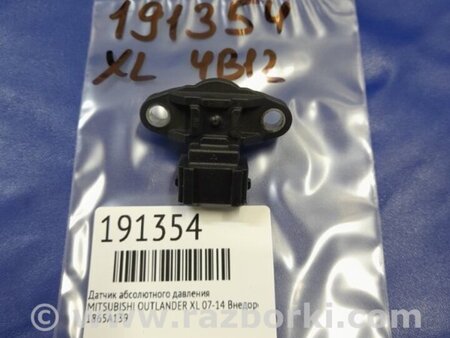 191354
XL 4B12
191354
Датчик абсолютного давления
MITSUBISHI OUTLANDER XL 07-14 Внедор
1865A139
www.razborki.com